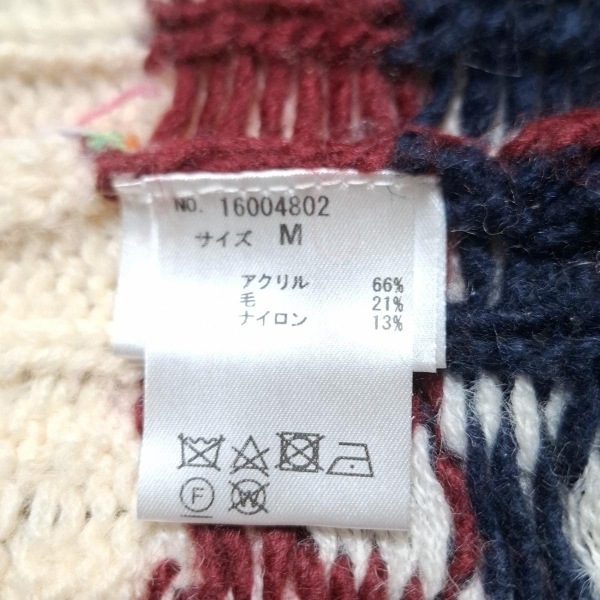 NO. 16004802
サイズ M
アクリル 66%
毛 21%
ナイロン 13%
F
W